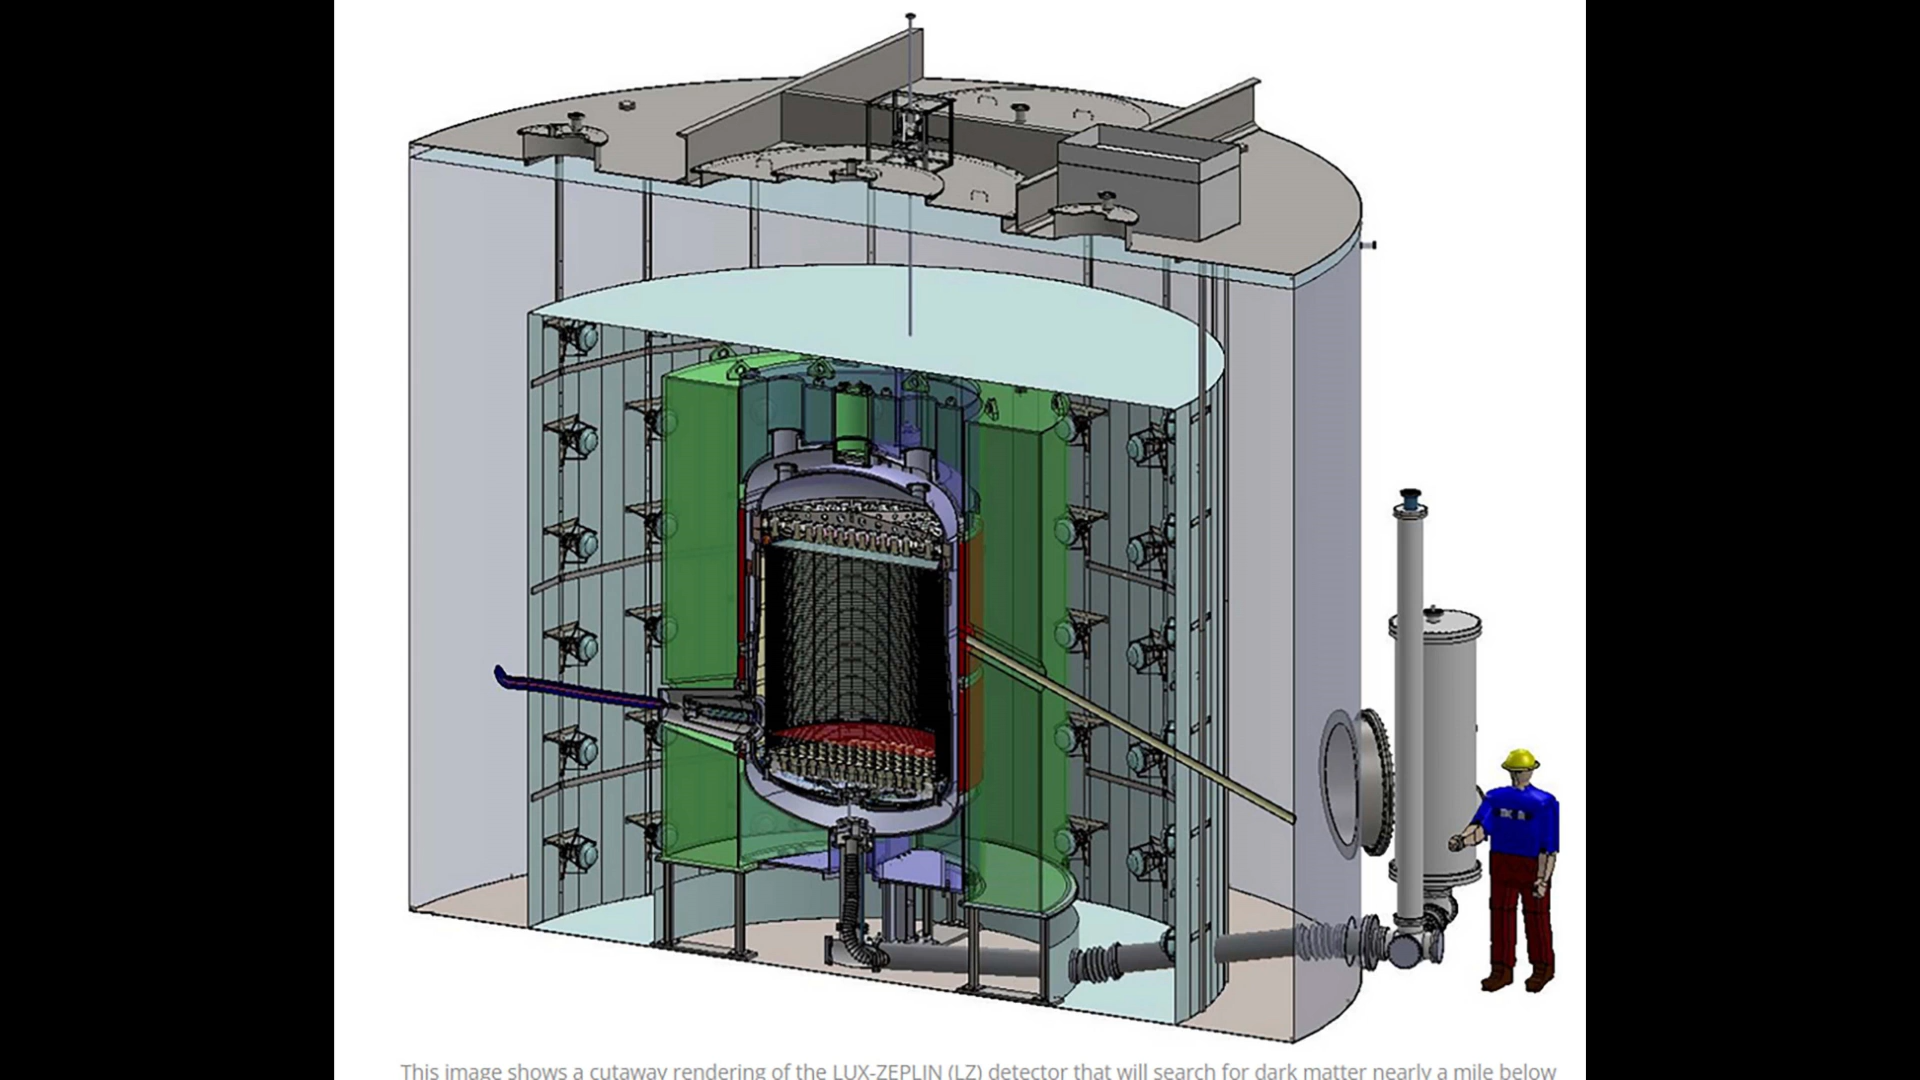 This image shows a cutaway rendering of the LUX-ZEPLIN (LZ) detector that will search for dark matter nearly a mile below